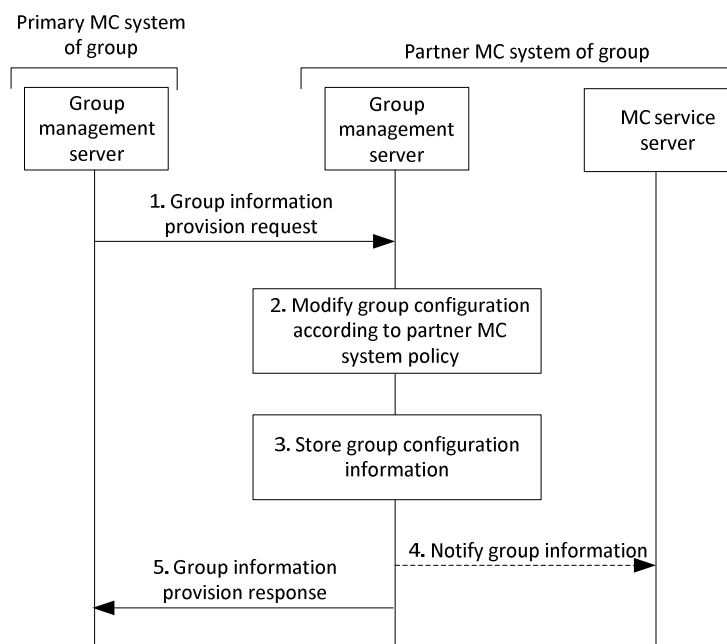 Primary MC system
of group
Partner MC system of group
Group
management
server
Group
management
server
MC service
server
1. Group information
provision request
2. Modify group configuration
according to partner MC
system policy
3. Store group configuration
information
4. Notify group information
5. Group information
provision response